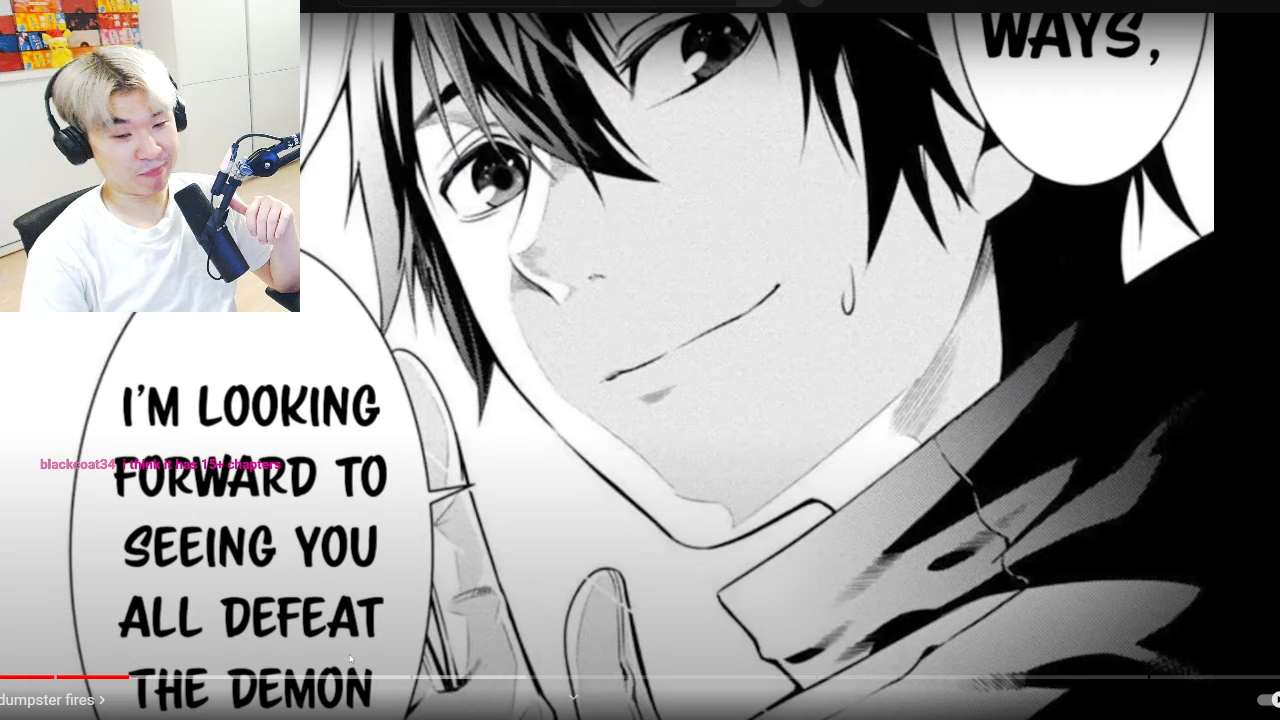 WAYS,
I'M LOOKING
FORWARD TO
SEEING YOU
ALL DEFEAT
THE DEMON
blackcoat34 i think it has 15+ chapters
dumpster fires